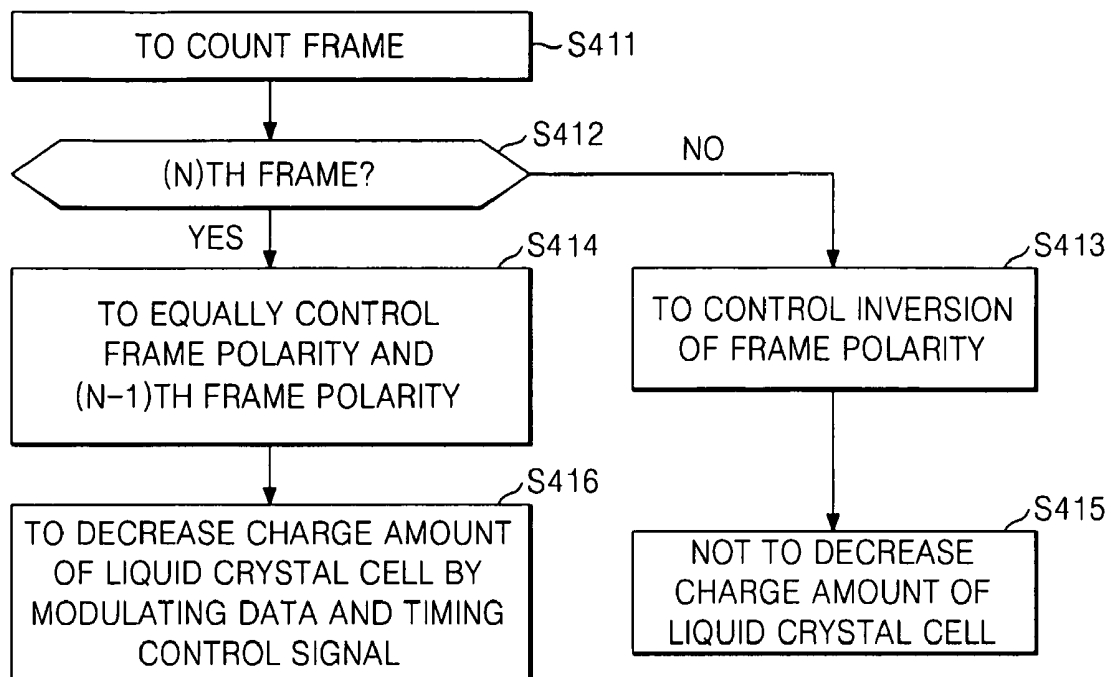 TO COUNT FRAME
S411
(N)TH FRAME?
S412
NO
YES
S414
TO EQUALLY CONTROL
FRAME POLARITY AND
(N-1)TH FRAME POLARITY
S413
TO CONTROL INVERSION
OF FRAME POLARITY
S416
TO DECREASE CHARGE AMOUNT
OF LIQUID CRYSTAL CELL BY
MODULATING DATA AND TIMING
CONTROL SIGNAL
S415
NOT TO DECREASE
CHARGE AMOUNT OF
LIQUID CRYSTAL CELL